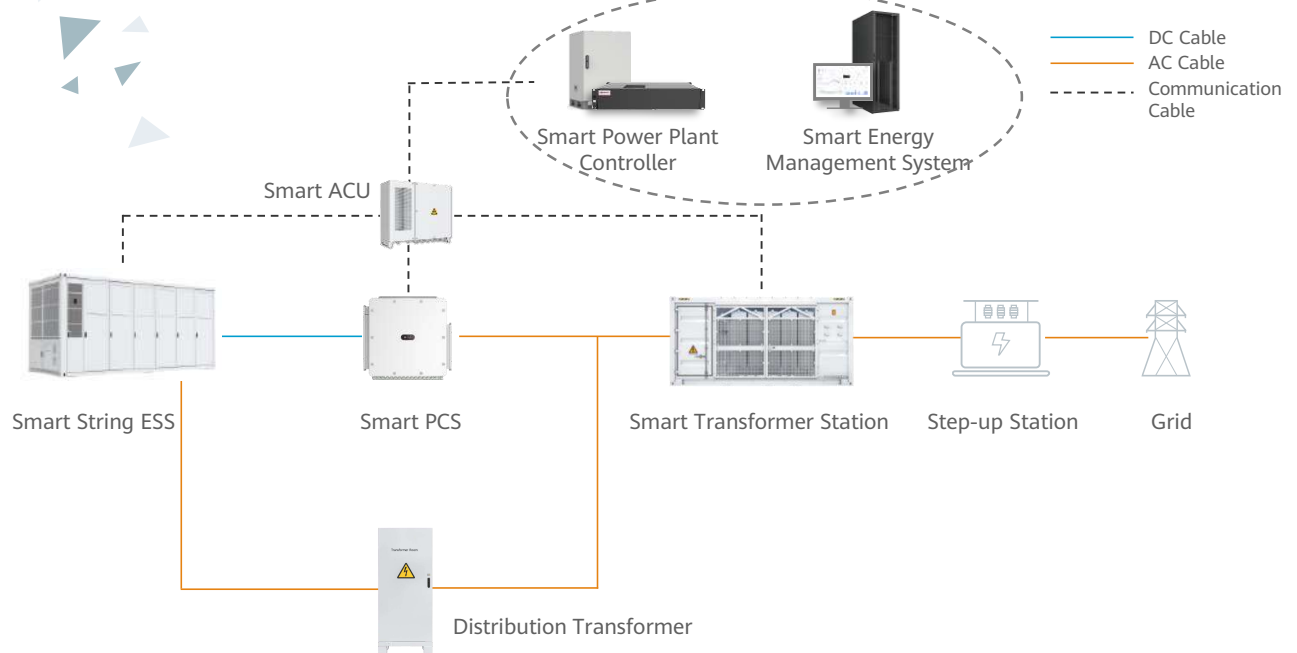 DC Cable
AC Cable
Communication
Cable
Smart Power Plant
Controller
Smart Energy
Management System
Smart ACU
Smart String ESS
Smart PCS
Smart Transformer Station
Step-up Station
Grid
Distribution Transformer